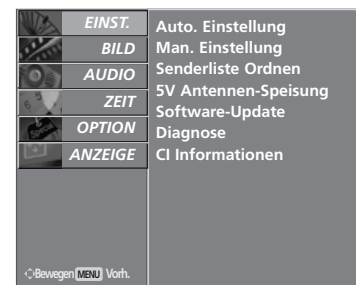 EINST.
BILD
AUDIO
ZEIT
OPTION
ANZEIGE
Auto. Einstellung
Man. Einstellung
Senderliste Ordnen
5V Antennen-Speisung
Software-Update
Diagnose
CI Informationen
Bewegen MENU Vorh.